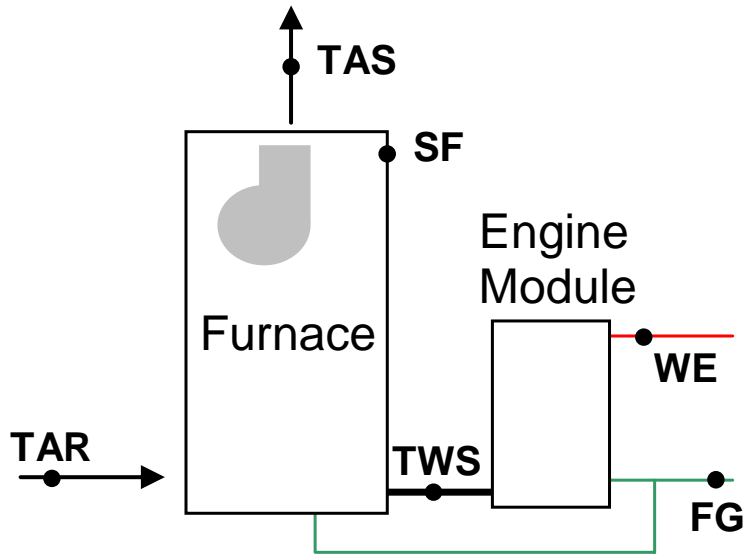 TAS
SF
Engine
Module
Furnace
WE
TAR
TWS
FG